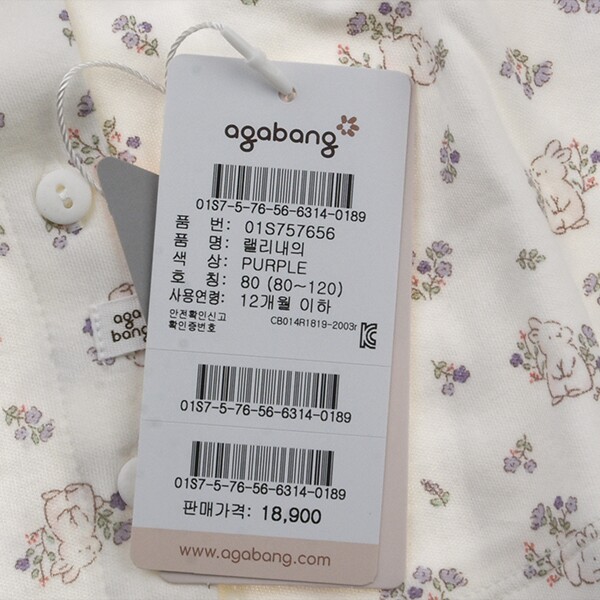 agabang
01S7-5-76-56-6314-0189
품 번: 01S757656
품 명: 랠리내의
색 상: PURPLE
호 칭: 80 (80~120)
사용연령: 12개월 이하
안전확인신고
확인증번호 CB014R1819-2003
aga
bang
01S7-5-76-56-6314-0189
01S7-5-76-56-6314-0189
판매가격: 18,900
www.agabang.com